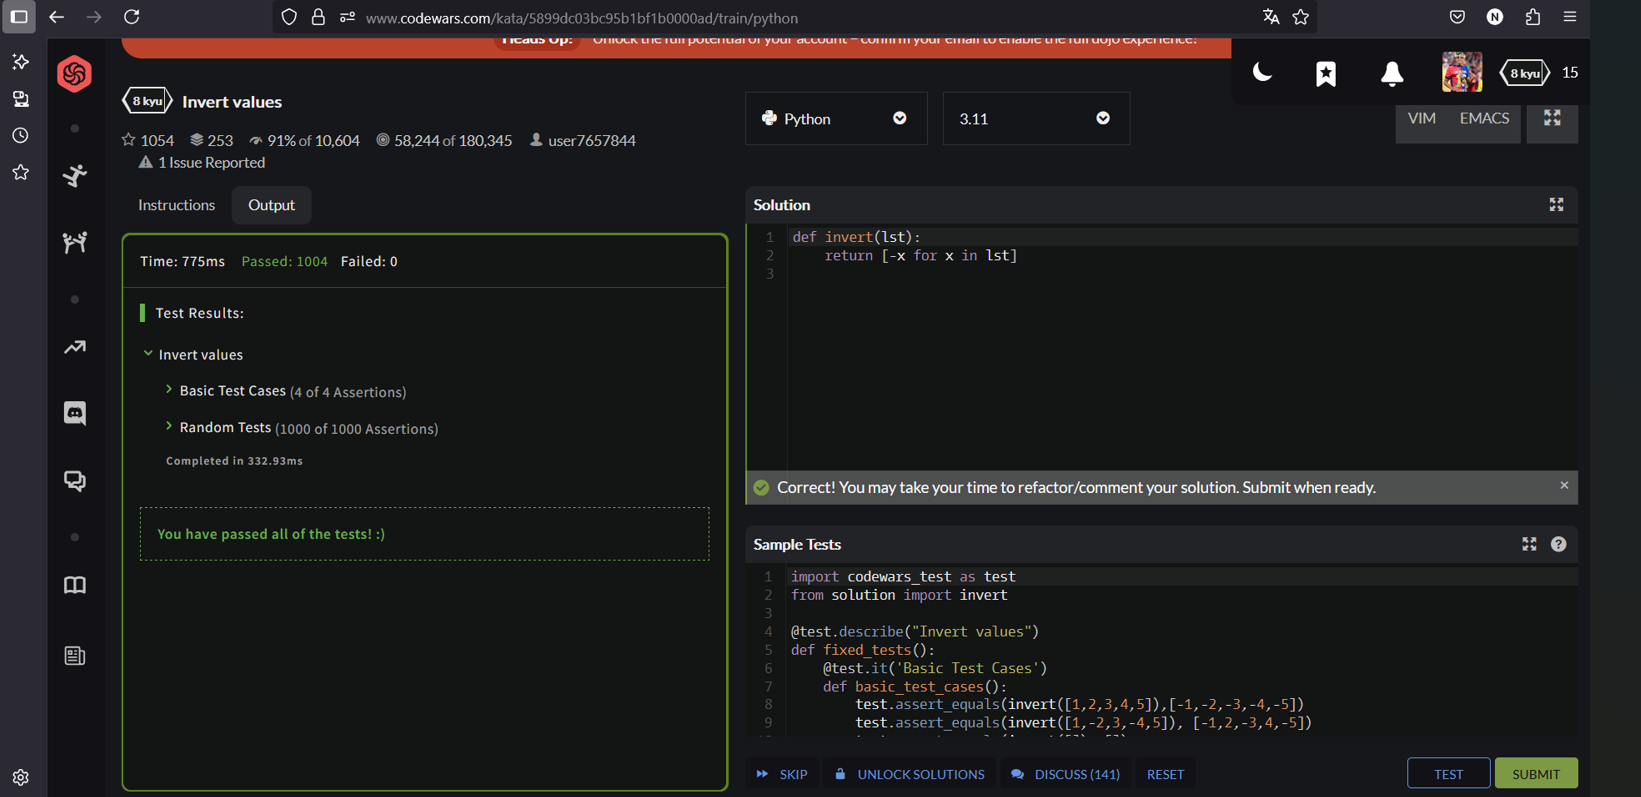 www.codewars.com/kata/5899dc03bc95b1bf1b0000ad/train/python
N
Heads Up! Unlock the full potential of your account – confirm your email to enable the full dojo experience!
8 kyu 15
8 kyu Invert values
1054 253 91% of 10,604 58,244 of 180,345 user7657844
1 Issue Reported
Python
3.11
VIM EMACS
Instructions Output
Time: 775ms Passed: 1004 Failed: 0
Test Results:
Invert values
Basic Test Cases (4 of 4 Assertions)
Random Tests (1000 of 1000 Assertions)
Completed in 332.93ms
You have passed all of the tests! :)
Solution
1 def invert(lst):
2 return [-x for x in lst]
3
Correct! You may take your time to refactor/comment your solution. Submit when ready. ×
Sample Tests ?
1 import codewars_test as test
2 from solution import invert
3
4 @test.describe("Invert values")
5 def fixed_tests():
6 @test.it('Basic Test Cases')
7 def basic_test_cases():
8 test.assert_equals(invert([1,2,3,4,5]),[-1,-2,-3,-4,-5])
9 test.assert_equals(invert([1,-2,3,-4,5]), [-1,2,-3,4,-5])
SKIP UNLOCK SOLUTIONS DISCUSS (141) RESET TEST SUBMIT